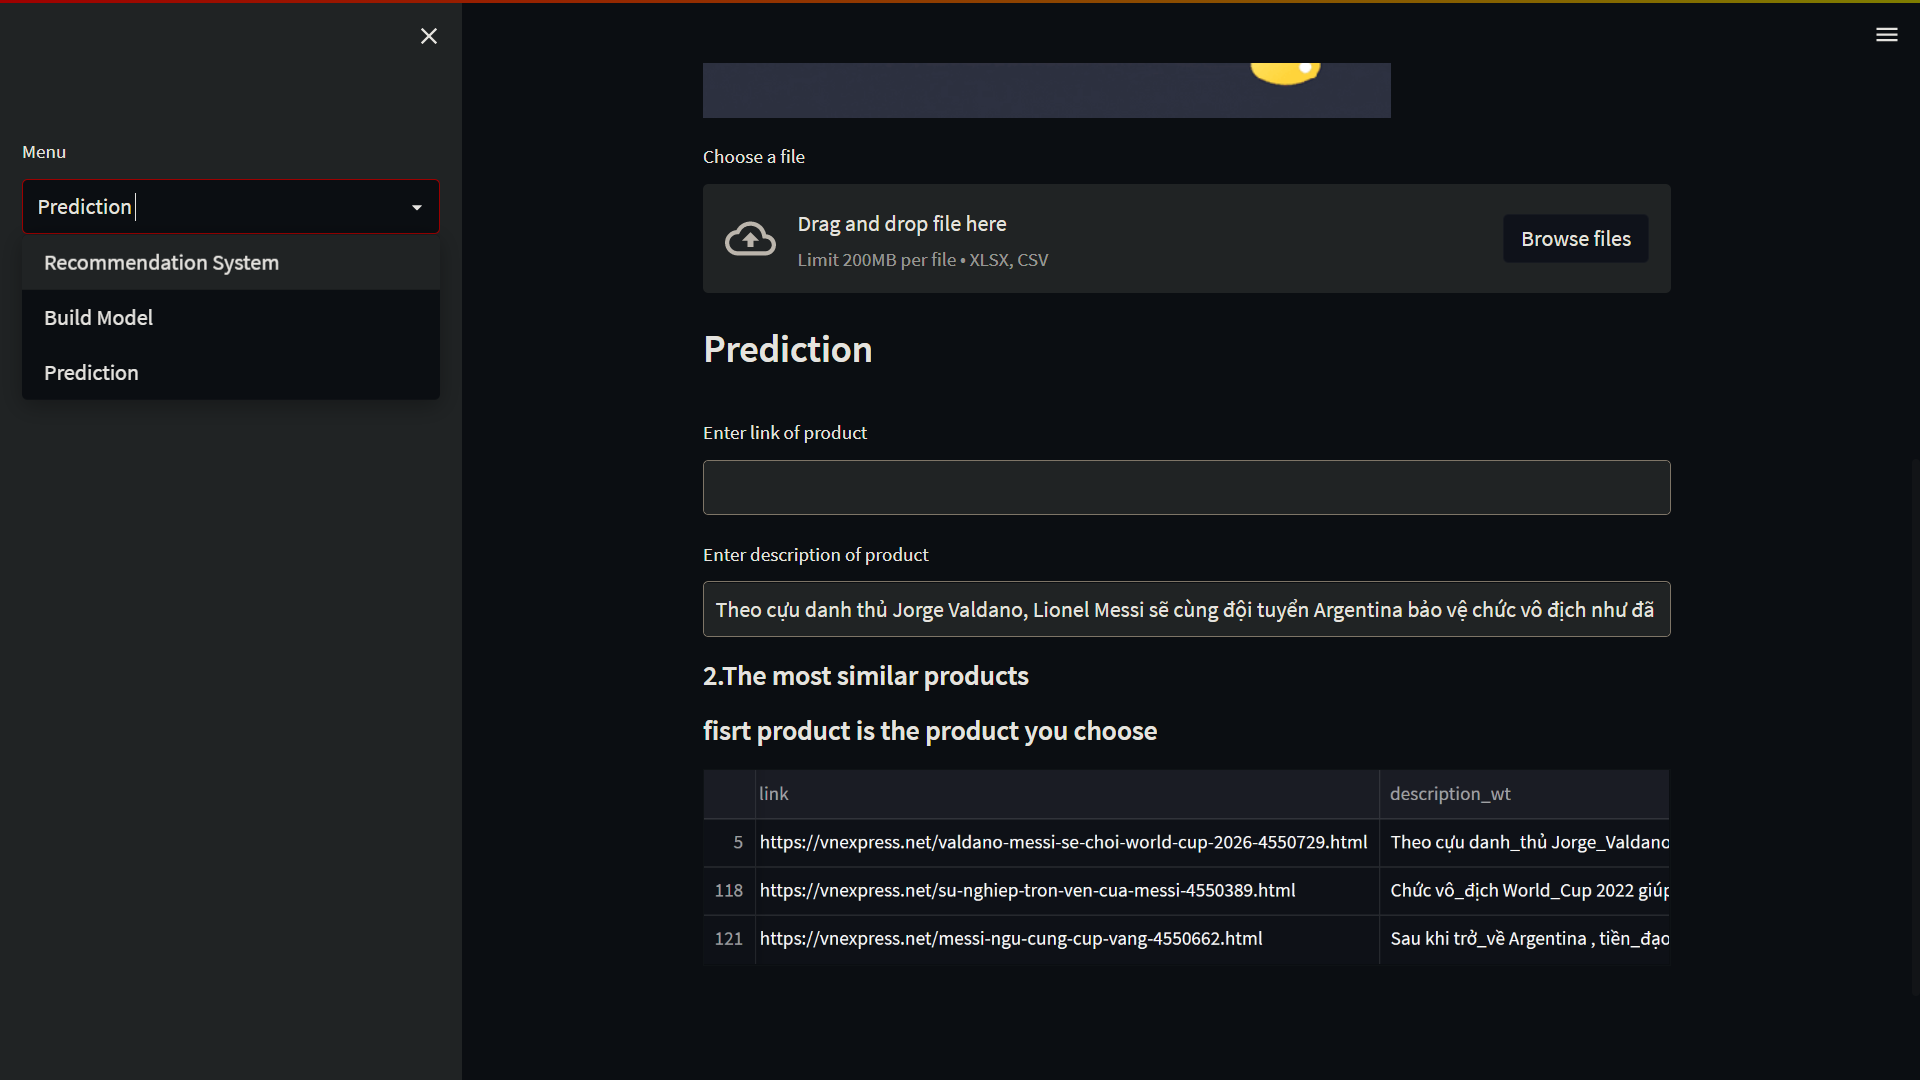 Menu
Prediction
Recommendation System
Build Model
Prediction
Choose a file
Drag and drop file here
Limit 200MB per file • XLSX, CSV
Browse files
Prediction
Enter link of product
Enter description of product
Theo cựu danh thủ Jorge Valdano, Lionel Messi sẽ cùng đội tuyển Argentina bảo vệ chức vô địch như đã
2.The most similar products
fisrt product is the product you choose
link description_wt
5 https://vnexpress.net/valdano-messi-se-choi-world-cup-2026-4550729.html Theo cựu danh_thủ Jorge_Valdano
118 https://vnexpress.net/su-nghiep-tron-ven-cua-messi-4550389.html Chức vô_địch World_Cup 2022 giúp
121 https://vnexpress.net/messi-ngu-cung-cup-vang-4550662.html Sau khi trở_về Argentina , tiền_đạo